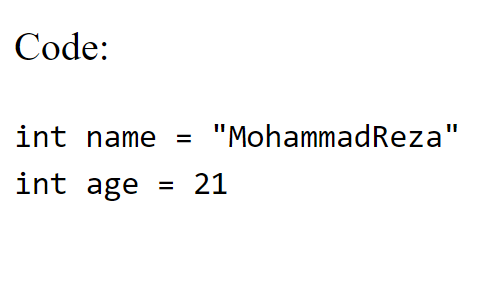 Code:
int name = "MohammadReza"
int age = 21